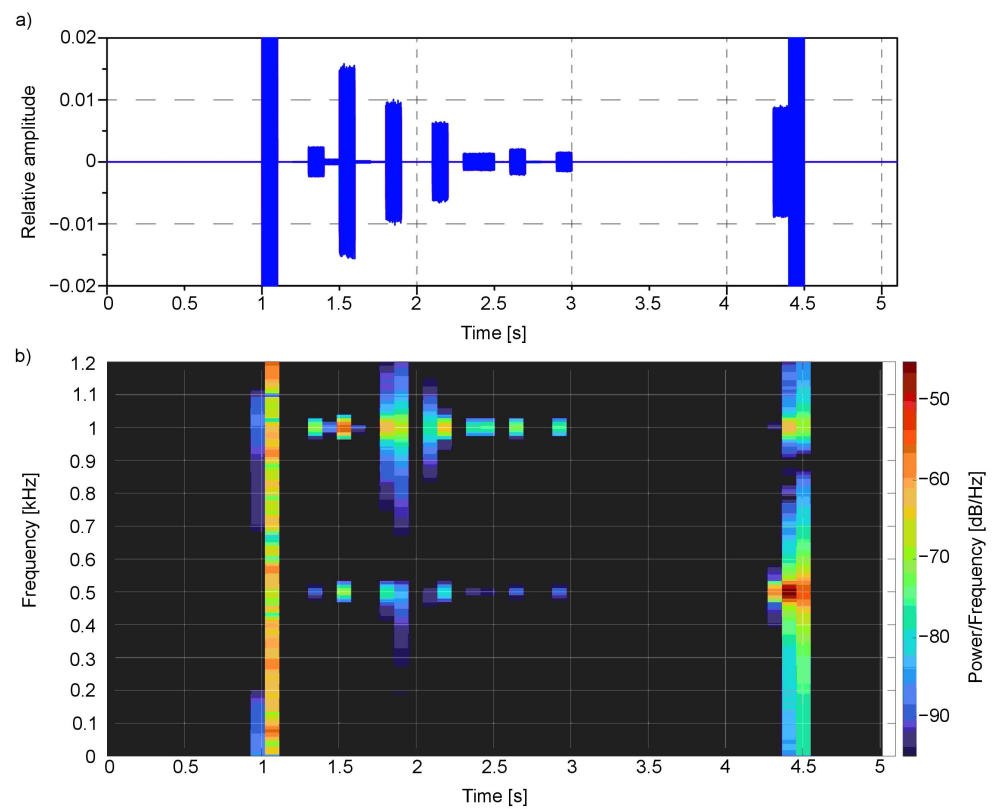 a)
0.02
0.01
0
−0.01
−0.02
Relative amplitude
0 0.5 1 1.5 2 2.5 3 3.5 4 4.5 5
Time [s]
b)
1.2
1.1
1
0.9
0.8
0.7
0.6
0.5
0.4
0.3
0.2
0.1
0
Frequency [kHz]
0 0.5 1 1.5 2 2.5 3 3.5 4 4.5 5
Time [s]
−50
−60
−70
−80
−90
Power/Frequency [dB/Hz]